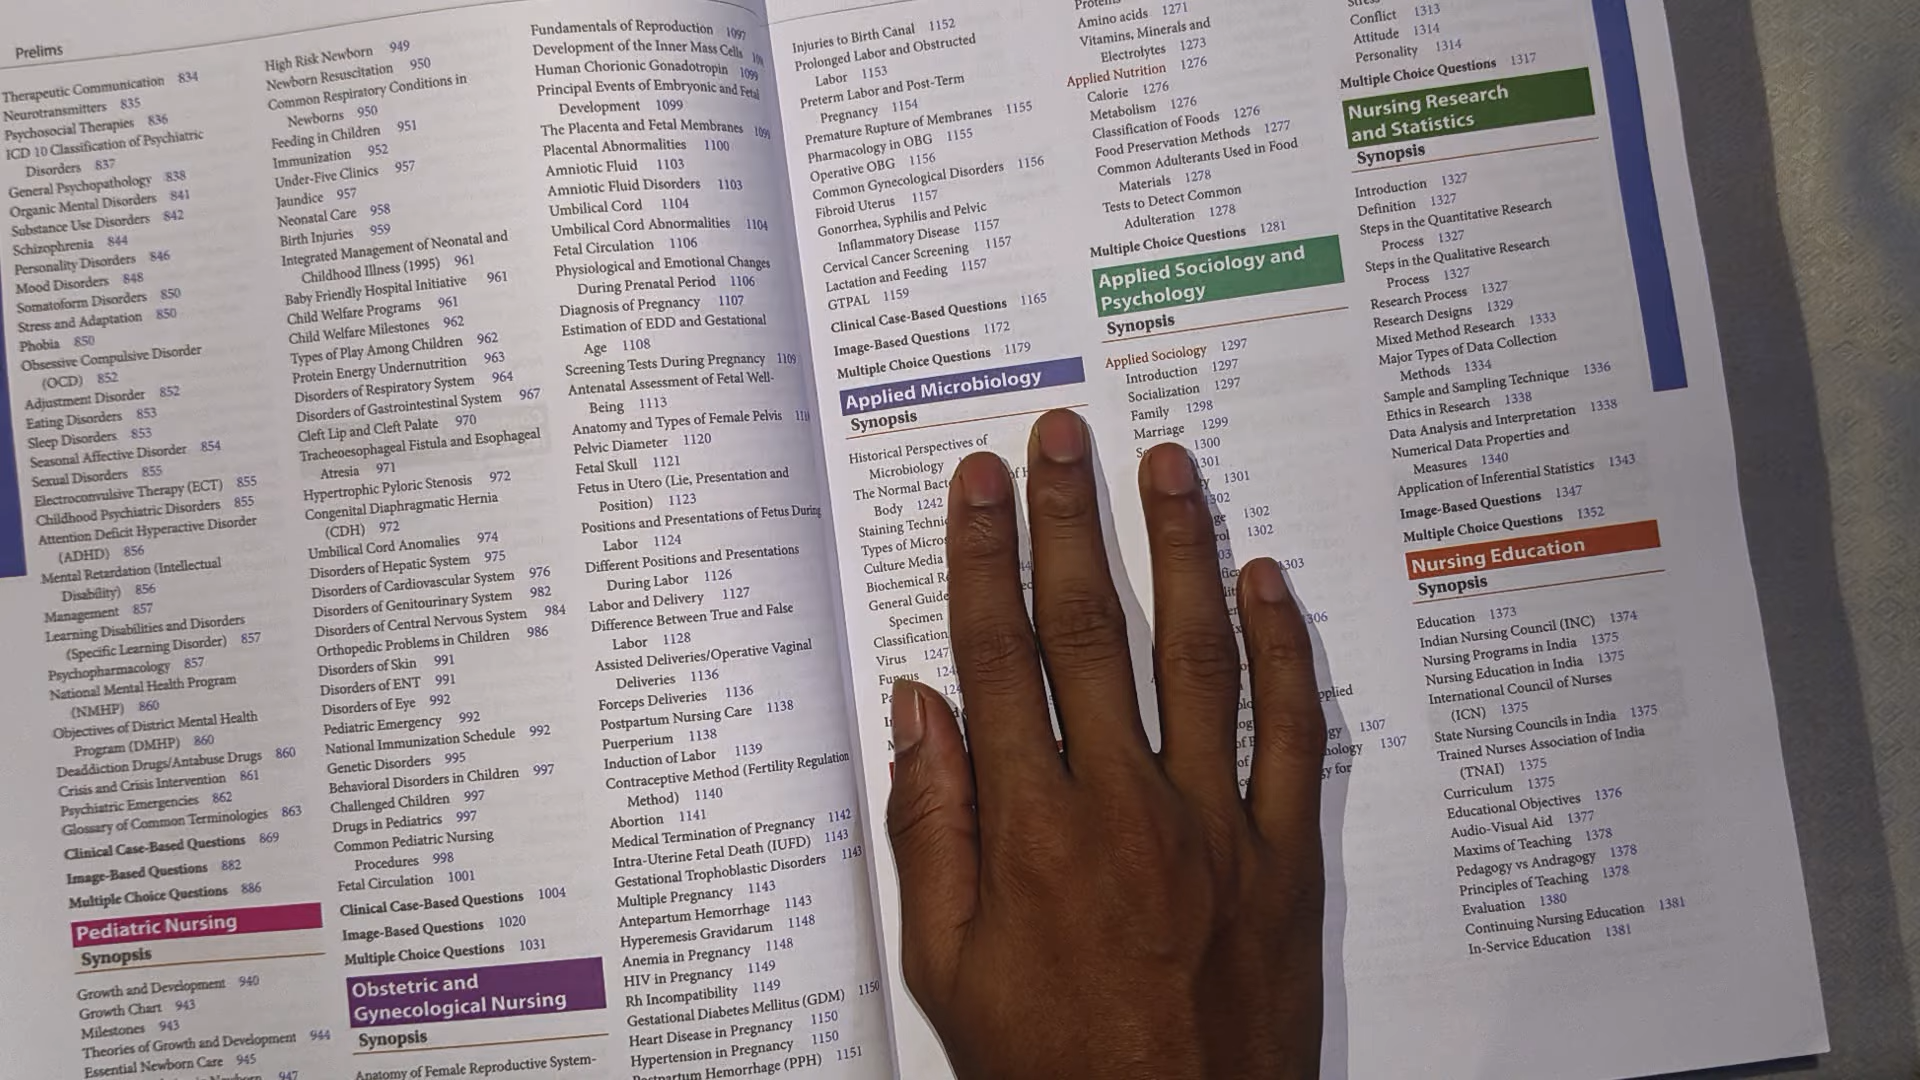 Prelims
Therapeutic Communication 834
Neurotransmitters 835
Psychosocial Therapies 836
ICD 10 Classification of Psychiatric
Disorders 837
General Psychopathology 838
Organic Mental Disorders 841
Substance Use Disorders 842
Schizophrenia 844
Personality Disorders 846
Mood Disorders 848
Somatoform Disorders 850
Stress and Adaptation 850
Phobia 850
Obsessive Compulsive Disorder
(OCD) 852
Adjustment Disorder 852
Eating Disorders 853
Sleep Disorders 853
Seasonal Affective Disorder 854
Sexual Disorders 855
Electroconvulsive Therapy (ECT) 855
Childhood Psychiatric Disorders 855
Attention Deficit Hyperactive Disorder
(ADHD) 856
Mental Retardation (Intellectual
Disability) 856
Management 857
Learning Disabilities and Disorders
(Specific Learning Disorder) 857
Psychopharmacology 857
National Mental Health Program
(NMHP) 860
Objectives of District Mental Health
Program (DMHP) 860
Deaddiction Drugs/Antabuse Drugs 860
Crisis and Crisis Intervention 861
Psychiatric Emergencies 862
Glossary of Common Terminologies 863
Clinical Case-Based Questions 869
Image-Based Questions 882
Multiple Choice Questions 886
Pediatric Nursing
Synopsis
Growth and Development 940
Growth Chart 943
Milestones 943
Theories of Growth and Development 944
Essential Newborn Care 945
947
High Risk Newborn 949
Newborn Resuscitation 950
Common Respiratory Conditions in
Newborns 950
Feeding in Children 951
Immunization 952
Under-Five Clinics 957
Jaundice 957
Neonatal Care 958
Birth Injuries 959
Integrated Management of Neonatal and
Childhood Illness (1995) 961
Baby Friendly Hospital Initiative 961
Child Welfare Programs 961
Child Welfare Milestones 962
Types of Play Among Children 962
Protein Energy Undernutrition 963
Disorders of Respiratory System 964
Disorders of Gastrointestinal System 967
Cleft Lip and Cleft Palate 970
Tracheoesophageal Fistula and Esophageal
Atresia 971
Hypertrophic Pyloric Stenosis 972
Congenital Diaphragmatic Hernia
(CDH) 972
Umbilical Cord Anomalies 974
Disorders of Hepatic System 975
Disorders of Cardiovascular System 976
Disorders of Genitourinary System 982
Disorders of Central Nervous System 984
Orthopedic Problems in Children 986
Disorders of Skin 991
Disorders of ENT 991
Disorders of Eye 992
Pediatric Emergency 992
National Immunization Schedule 992
Genetic Disorders 995
Behavioral Disorders in Children 997
Challenged Children 997
Drugs in Pediatrics 997
Common Pediatric Nursing
Procedures 998
Fetal Circulation 1001
Clinical Case-Based Questions 1004
Image-Based Questions 1020
Multiple Choice Questions 1031
Obstetric and
Gynecological Nursing
Synopsis
Anatomy of Female Reproductive System-
Fundamentals of Reproduction 1097
Development of the Inner Mass Cells
Human Chorionic Gonadotropin 1099
Principal Events of Embryonic and Fetal
Development 1099
The Placenta and Fetal Membranes
Placental Abnormalities 1100
Amniotic Fluid 1103
Amniotic Fluid Disorders 1103
Umbilical Cord 1104
Umbilical Cord Abnormalities 1104
Fetal Circulation 1106
Physiological and Emotional Changes
During Prenatal Period 1106
Diagnosis of Pregnancy 1107
Estimation of EDD and Gestational
Age 1108
Screening Tests During Pregnancy 1109
Antenatal Assessment of Fetal Well-
Being 1113
Anatomy and Types of Female Pelvis
Pelvic Diameter 1120
Fetal Skull 1121
Fetus in Utero (Lie, Presentation and
Position) 1123
Positions and Presentations of Fetus During
Labor 1124
Different Positions and Presentations
During Labor 1126
Labor and Delivery 1127
Difference Between True and False
Labor 1128
Assisted Deliveries/Operative Vaginal
Deliveries 1136
Forceps Deliveries 1136
Postpartum Nursing Care 1138
Puerperium 1138
Induction of Labor 1139
Contraceptive Method (Fertility Regulation
Method) 1140
Abortion 1141
Medical Termination of Pregnancy 1142
Intra-Uterine Fetal Death (IUFD) 1143
Gestational Trophoblastic Disorders 1143
Multiple Pregnancy 1143
Antepartum Hemorrhage 1143
Hyperemesis Gravidarum 1148
Anemia in Pregnancy 1148
HIV in Pregnancy 1149
Rh Incompatibility 1149
Gestational Diabetes Mellitus (GDM) 1150
Heart Disease in Pregnancy 1150
Hypertension in Pregnancy 1150
Postpartum Hemorrhage (PPH) 1151
Injuries to Birth Canal 1152
Prolonged Labor and Obstructed
Labor 1153
Preterm Labor and Post-Term
Pregnancy 1154
Premature Rupture of Membranes 1155
Pharmacology in OBG 1155
Operative OBG 1156
Common Gynecological Disorders 1156
Fibroid Uterus 1157
Gonorrhea, Syphilis and Pelvic
Inflammatory Disease 1157
Cervical Cancer Screening 1157
Lactation and Feeding 1157
GTPAL 1159
Clinical Case-Based Questions 1165
Image-Based Questions 1172
Multiple Choice Questions 1179
Applied Microbiology
Synopsis
Historical Perspectives of
Microbiology
The Normal
Body 1242
Staining
Types of
Culture Media
Biochemical
General
Specimen
Classification
Virus 1247
Fungus
Proteins
Amino acids 1271
Vitamins, Minerals and
Electrolytes 1273
Applied Nutrition 1276
Calorie 1276
Metabolism 1276
Classification of Foods 1276
Food Preservation Methods 1277
Common Adulterants Used in Food
Materials 1278
Tests to Detect Common
Adulteration 1278
Multiple Choice Questions 1281
Applied Sociology and
Psychology
Synopsis
Applied Sociology 1297
Introduction 1297
Socialization 1297
Family 1298
Marriage 1299
1300
1301
1301
1302
1302
1302
1303
1306
1307
1307
for
Conflict 1313
Attitude 1314
Personality 1314
Multiple Choice Questions 1317
Nursing Research
and Statistics
Synopsis
Introduction 1327
Definition 1327
Steps in the Quantitative Research
Process 1327
Steps in the Qualitative Research
Process 1327
Research Process 1327
Research Designs 1329
Mixed Method Research 1333
Major Types of Data Collection
Methods 1334
Sample and Sampling Technique 1336
Ethics in Research 1338
Data Analysis and Interpretation 1338
Numerical Data Properties and
Measures 1340
Application of Inferential Statistics 1343
Image-Based Questions 1347
Multiple Choice Questions 1352
Nursing Education
Synopsis
Education 1373
Indian Nursing Council (INC) 1374
Nursing Programs in India 1375
Nursing Education in India 1375
International Council of Nurses
(ICN) 1375
State Nursing Councils in India 1375
Trained Nurses Association of India
(TNAI) 1375
Curriculum 1375
Educational Objectives 1376
Audio-Visual Aid 1377
Maxims of Teaching 1378
Pedagogy vs Andragogy 1378
Principles of Teaching 1378
Evaluation 1380
Continuing Nursing Education 1381
In-Service Education 1381